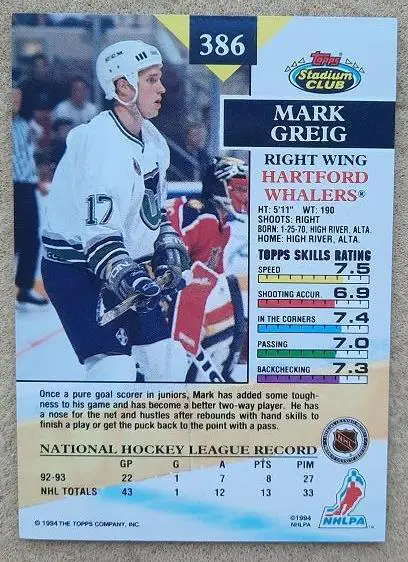 386
Topps
Stadium
CLUB
MARK
GREIG
RIGHT WING
HARTFORD
WHALERS®
HT: 5'11" WT: 190
SHOOTS: RIGHT
BORN: 1-25-70, HIGH RIVER, ALTA.
HOME: HIGH RIVER, ALTA.
TOPPS SKILLS RATING
SPEED 7.5
SHOOTING ACCUR. 6.9
IN THE CORNERS 7.4
PASSING 7.0
BACKCHECKING 7.3
17
Once a pure goal scorer in juniors, Mark has added some tough-
ness to his game and has become a better two-way player. He
has a nose for the net and hustles after rebounds with hand skills to
finish a play or get the puck back to the point with a pass.
NATIONAL HOCKEY LEAGUE RECORD
GP G A PTS PIM
92-93 22 1 7 8 27
NHL TOTALS 43 1 12 13 33
NHL
NHLPA
© 1994 THE TOPPS COMPANY, INC.
©1994
NHLPA